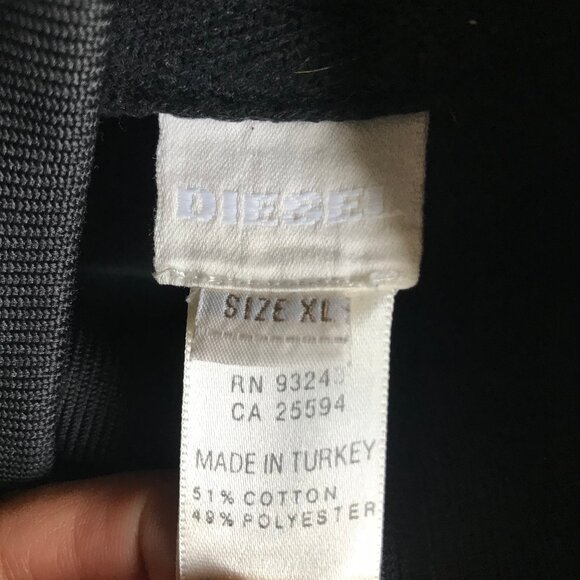 DIESEL
SIZE XL
RN 93243
CA 25594
MADE IN TURKEY
51% COTTON
49% POLYESTER